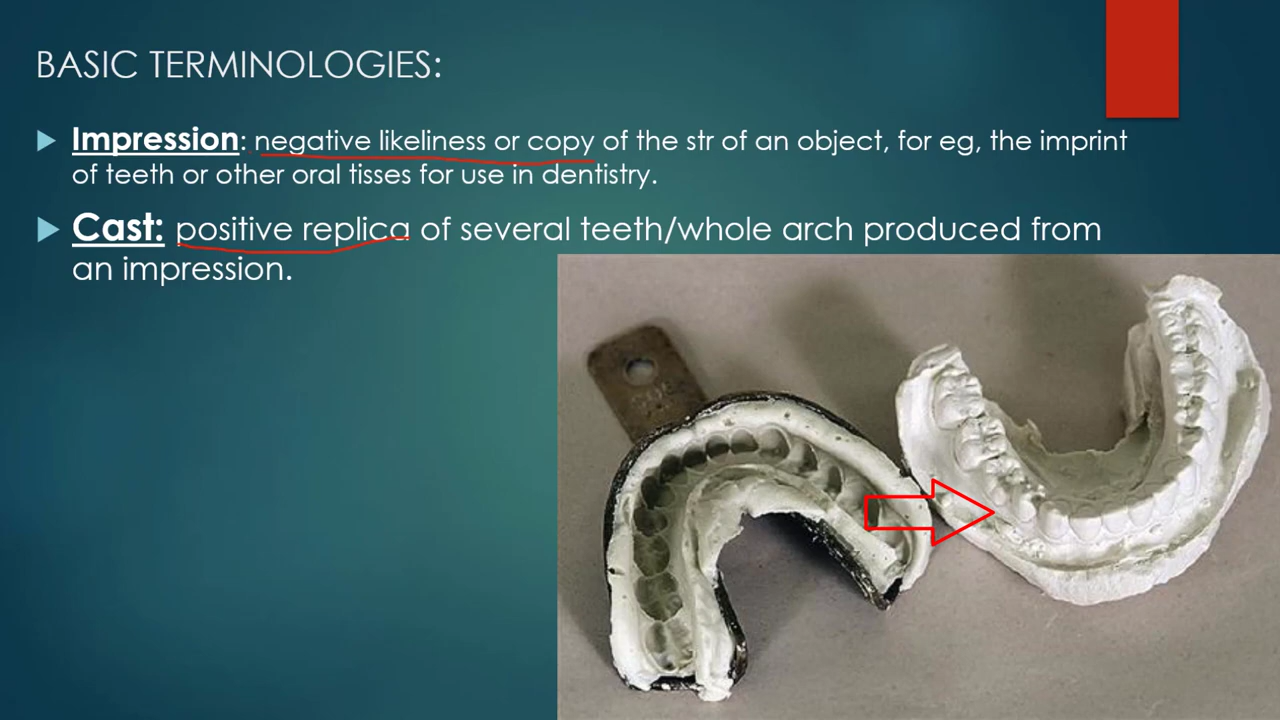 BASIC TERMINOLOGIES:
Impression: negative likeliness or copy of the str of an object, for eg, the imprint
of teeth or other oral tisses for use in dentistry.
Cast: positive replica of several teeth/whole arch produced from
an impression.